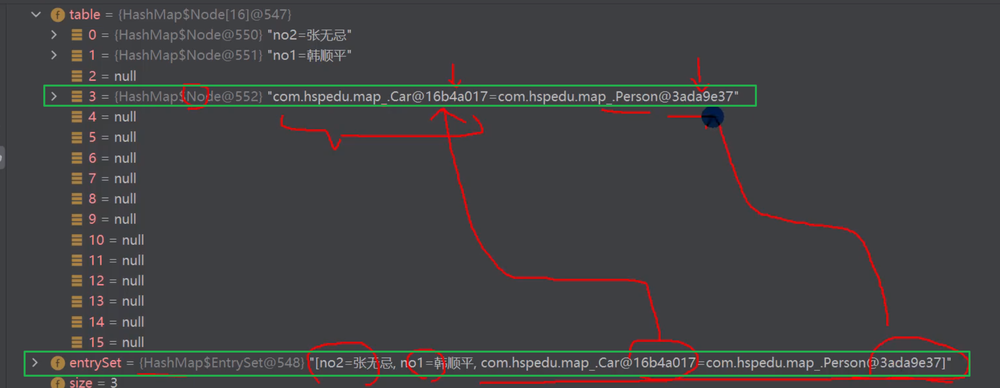 table = {HashMap$Node[16]@547}
0 = {HashMap$Node@550} "no2=张无忌"
1 = {HashMap$Node@551} "no1=韩顺平"
2 = null
3 = {HashMap$Node@552} "com.hspedu.map_.Car@16b4a017=com.hspedu.map_.Person@3ada9e37"
4 = null
5 = null
6 = null
7 = null
8 = null
9 = null
10 = null
11 = null
12 = null
13 = null
14 = null
15 = null
entrySet = {HashMap$EntrySet@548} "[no2=张无忌, no1=韩顺平, com.hspedu.map_.Car@16b4a017=com.hspedu.map_.Person@3ada9e37]"
size = 3